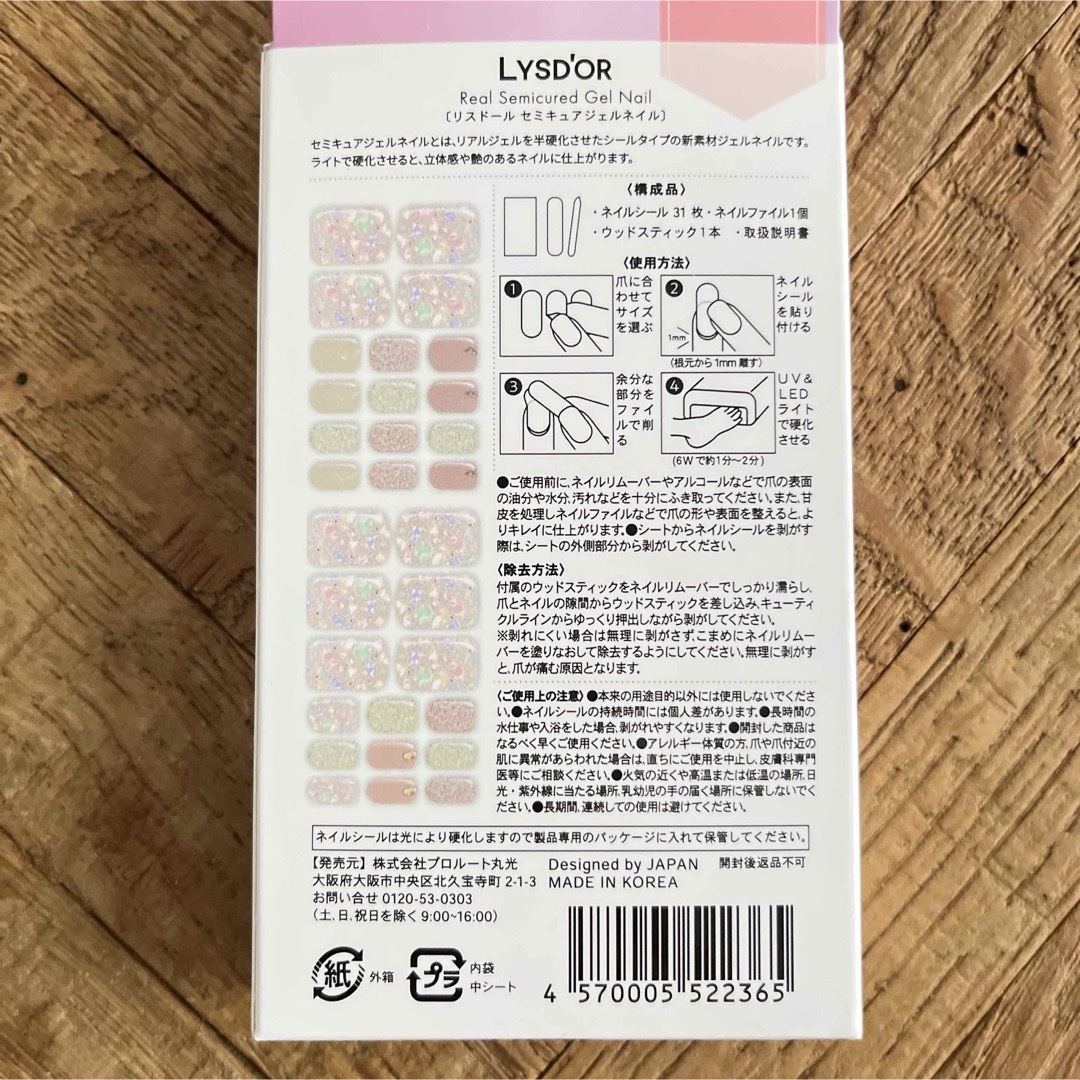 LYSD'OR
Real Semicured Gel Nail
〔リスドール セミキュアジェルネイル〕
セミキュアジェルネイルとは、リアルジェルを半硬化させたシールタイプの新素材ジェルネイルです。
ライトで硬化させると、立体感や艶のあるネイルに仕上がります。
〈構成品〉
・ネイルシール 31 枚・ネイルファイル1個
・ウッドスティック1本 ・取扱説明書
〈使用方法〉
1
爪に合
わせて
サイズ
を選ぶ
2
1mm
ネイル
シール
を貼り
付ける
(根元から1mm 離す)
3
余分な
部分を
ファイ
ルで削
る
4
UV&
LED
ライト
で硬化
させる
(6Wで約1分~2分)
●ご使用前に、ネイルリムーバーやアルコールなどで爪の表面
の油分や水分、汚れなどを十分にふき取ってください。また、甘
皮を処理しネイルファイルなどで爪の形や表面を整えると、よ
りキレイに仕上がります。●シートからネイルシールを剥がす
際は、シートの外側部分から剥がしてください。
〈除去方法〉
付属のウッドスティックをネイルリムーバーでしっかり濡らし、
爪とネイルの隙間からウッドスティックを差し込み、キューティ
クルラインからゆっくり押出しながら剥がしてください。
※剥れにくい場合は無理に剥がさず、こまめにネイルリムー
バーを塗りなおして除去するようにしてください。無理に剥がす
と、爪が痛む原因となります。
〈ご使用上の注意〉●本来の用途目的以外には使用しないでくださ
い。●ネイルシールの持続時間には個人差があります。●長時間の
水仕事や入浴をした場合、剥がれやすくなります。●開封した商品は
なるべく早くご使用ください。●アレルギー体質の方、爪や爪付近の
肌に異常があらわれた場合は、直ちにご使用を中止し、皮膚科専門
医等にご相談ください。●火気の近くや高温または低温の場所、日
光・紫外線に当たる場所、乳幼児の手の届く場所に保管しないでく
ださい。●長期間、連続しての使用は避けてください。
ネイルシールは光により硬化しますので製品専用のパッケージに入れて保管してください。
【発売元】株式会社プロルート丸光
大阪府大阪市中央区北久宝寺町 2-1-3
お問い合せ 0120-53-0303
(土、日、祝日を除く 9:00~16:00)
Designed by JAPAN 開封後返品不可
MADE IN KOREA
紙 外箱
プラ 内袋
中シート
4 570005 522365